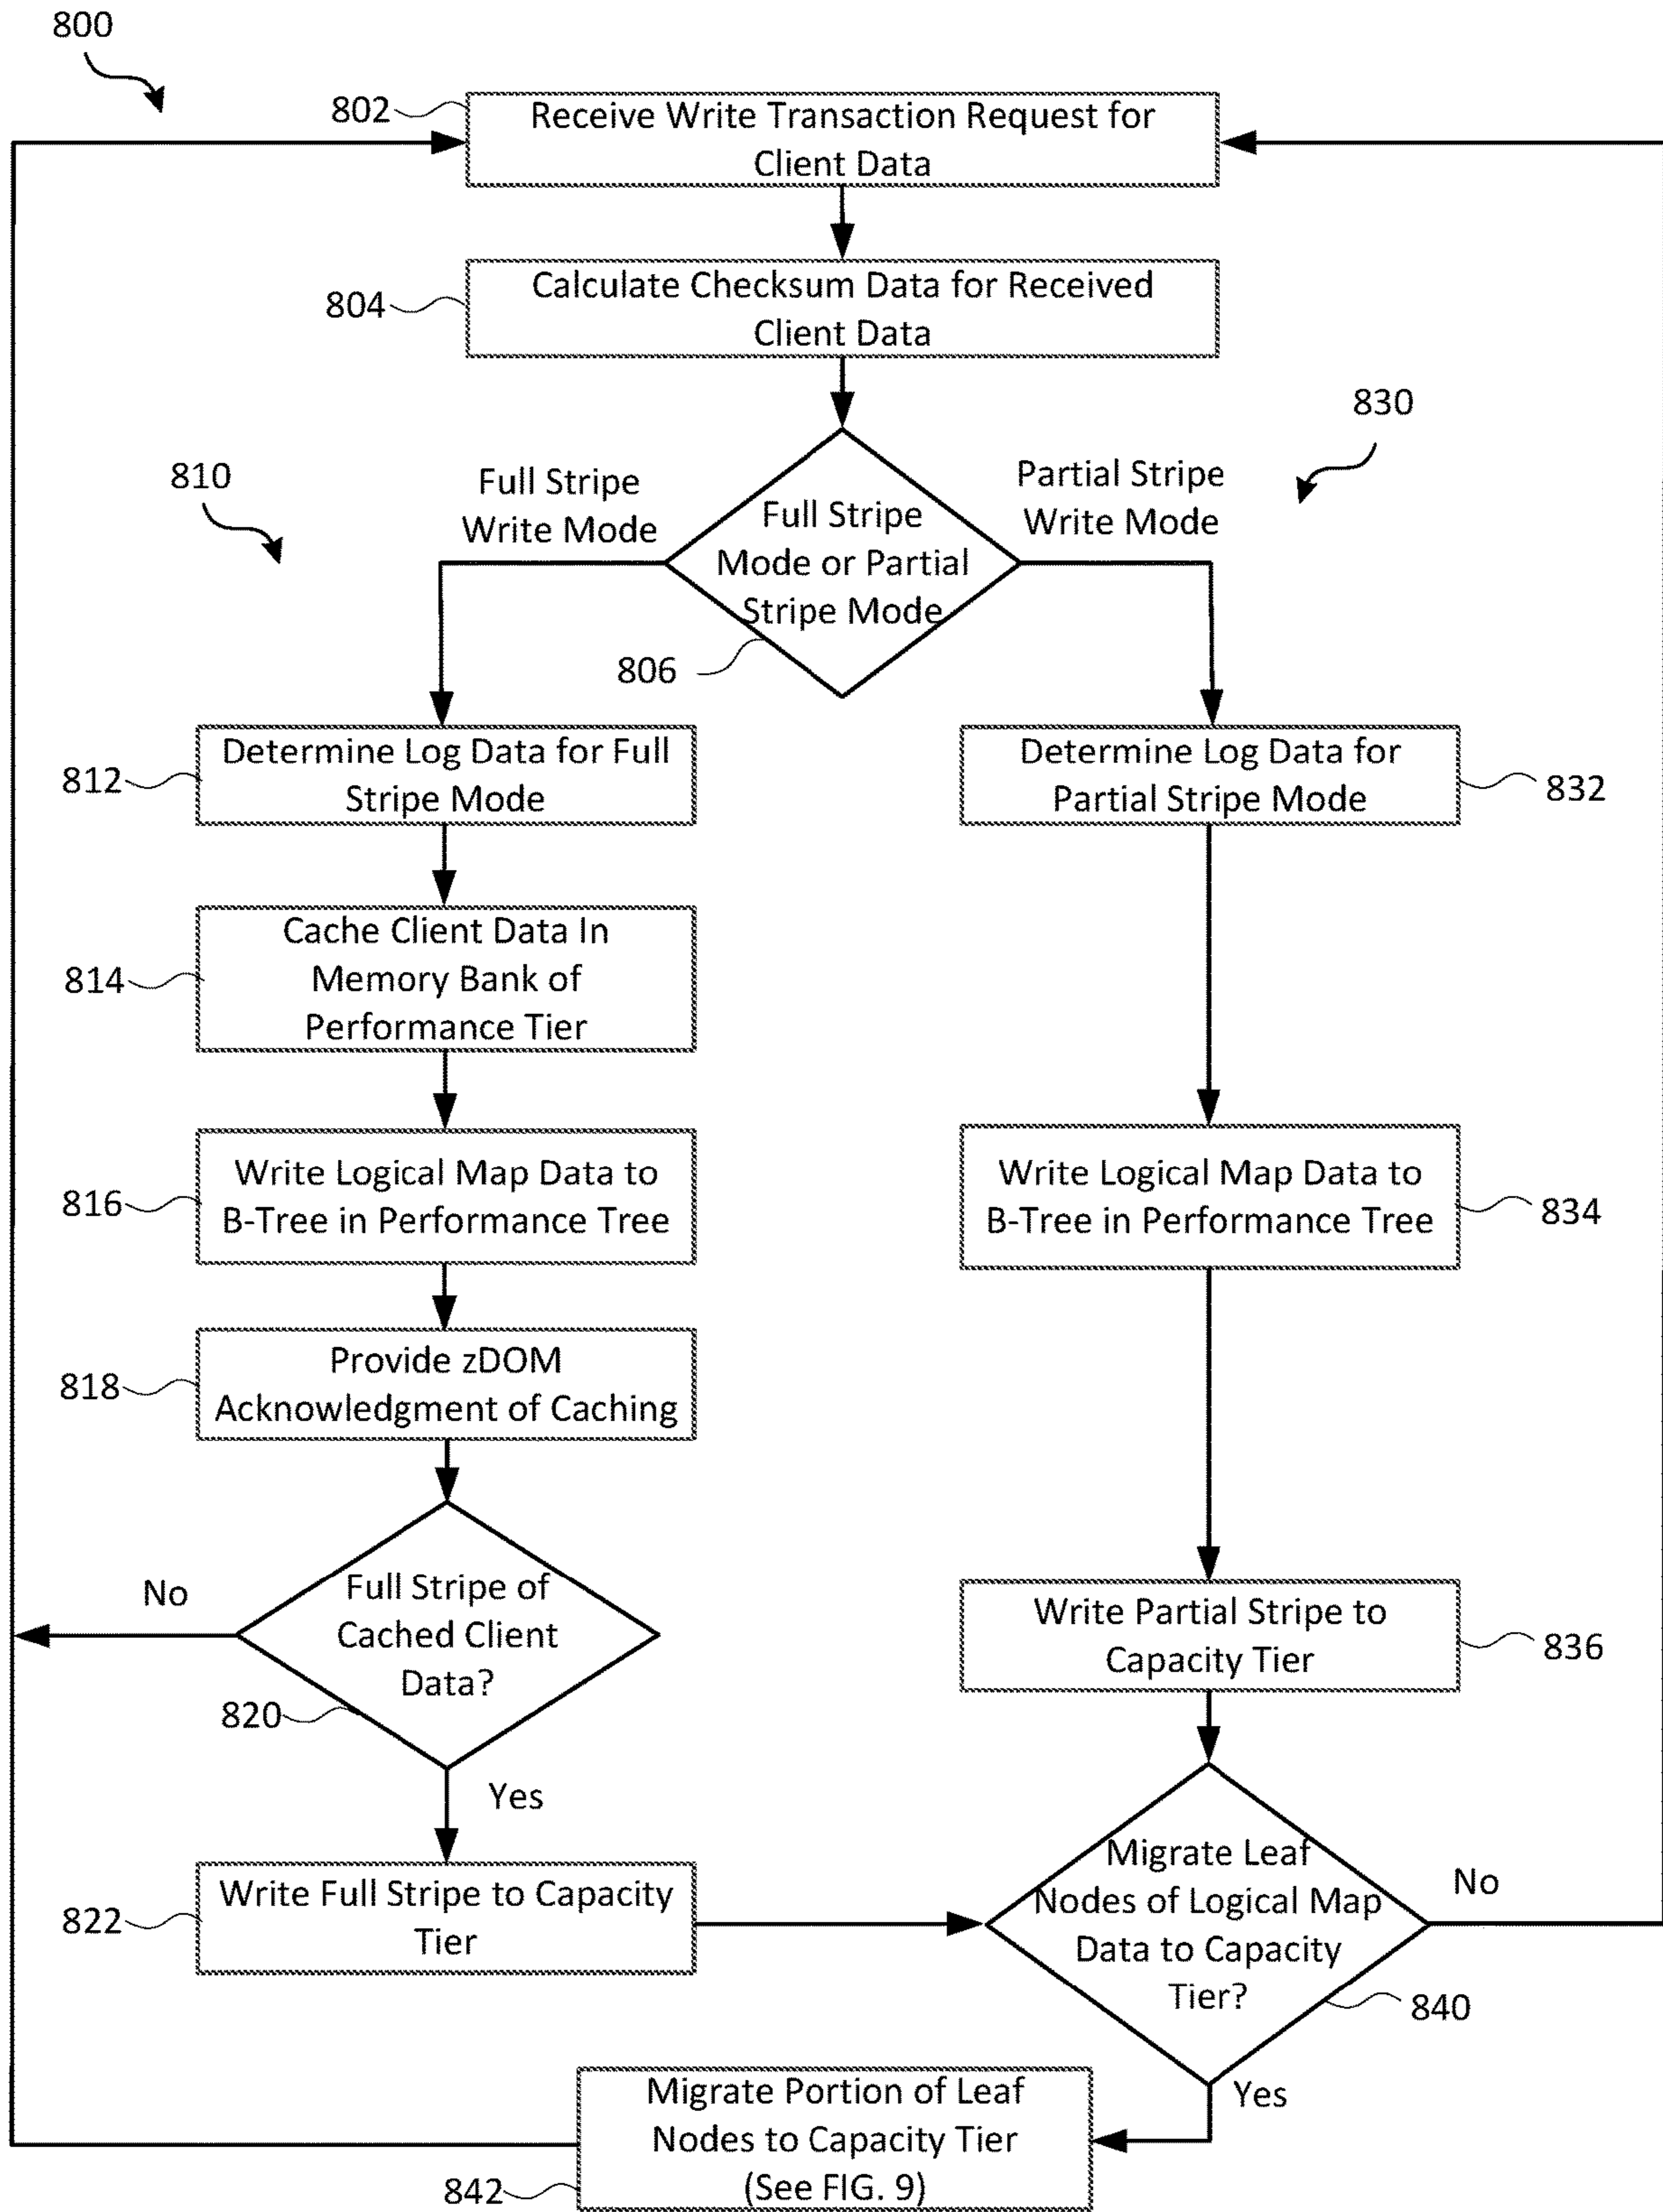 800
802
Receive Write Transaction Request for
Client Data
804
Calculate Checksum Data for Received
Client Data
830
810
Full Stripe
Write Mode
Partial Stripe
Write Mode
Full Stripe
Mode or Partial
Stripe Mode
806
812
Determine Log Data for Full
Stripe Mode
Determine Log Data for
Partial Stripe Mode
832
814
Cache Client Data In
Memory Bank of
Performance Tier
816
Write Logical Map Data to
B-Tree in Performance Tree
Write Logical Map Data to
B-Tree in Performance Tree
834
818
Provide zDOM
Acknowledgment of Caching
No
Full Stripe of
Cached Client
Data?
820
Yes
Write Partial Stripe to
Capacity Tier
836
822
Write Full Stripe to Capacity
Tier
Migrate Leaf
Nodes of Logical Map
Data to Capacity
Tier?
No
840
Yes
Migrate Portion of Leaf
Nodes to Capacity Tier
(See FIG. 9)
842